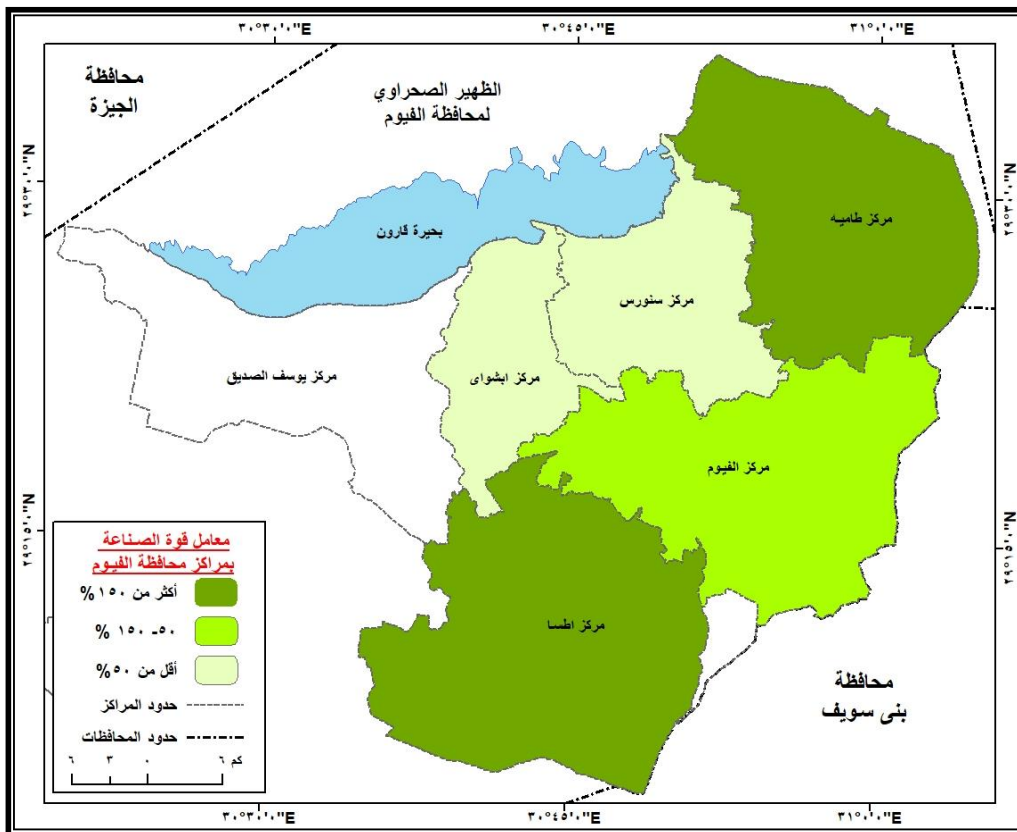 ٣٠°٣٠'٠"E
٣٠°٤٥'٠"E
٣١°٠'٠"E
محافظة
الجيزة
الظهير الصحراوي
لمحافظة الفيوم
٢٩°٣٠'٠"N
٢٩°٣٠'٠"N
مركز طاميه
بحيرة قارون
مركز سنورس
مركز يوسف الصديق
مركز ابشواى
مركز الفيوم
٢٩°١٥'٠"N
٢٩°١٥'٠"N
مركز اطسا
محافظة
بنى سويف
معامل قوة الصناعة
بمراكز محافظة الفيوم
أكثر من ١٥٠%
٥٠- ١٥٠ %
أقل من ٥٠%
حدود المراكز
حدود المحافظات
٦ ٣ ٠ ٦ كم
٣٠°٣٠'٠"E
٣٠°٤٥'٠"E
٣١°٠'٠"E